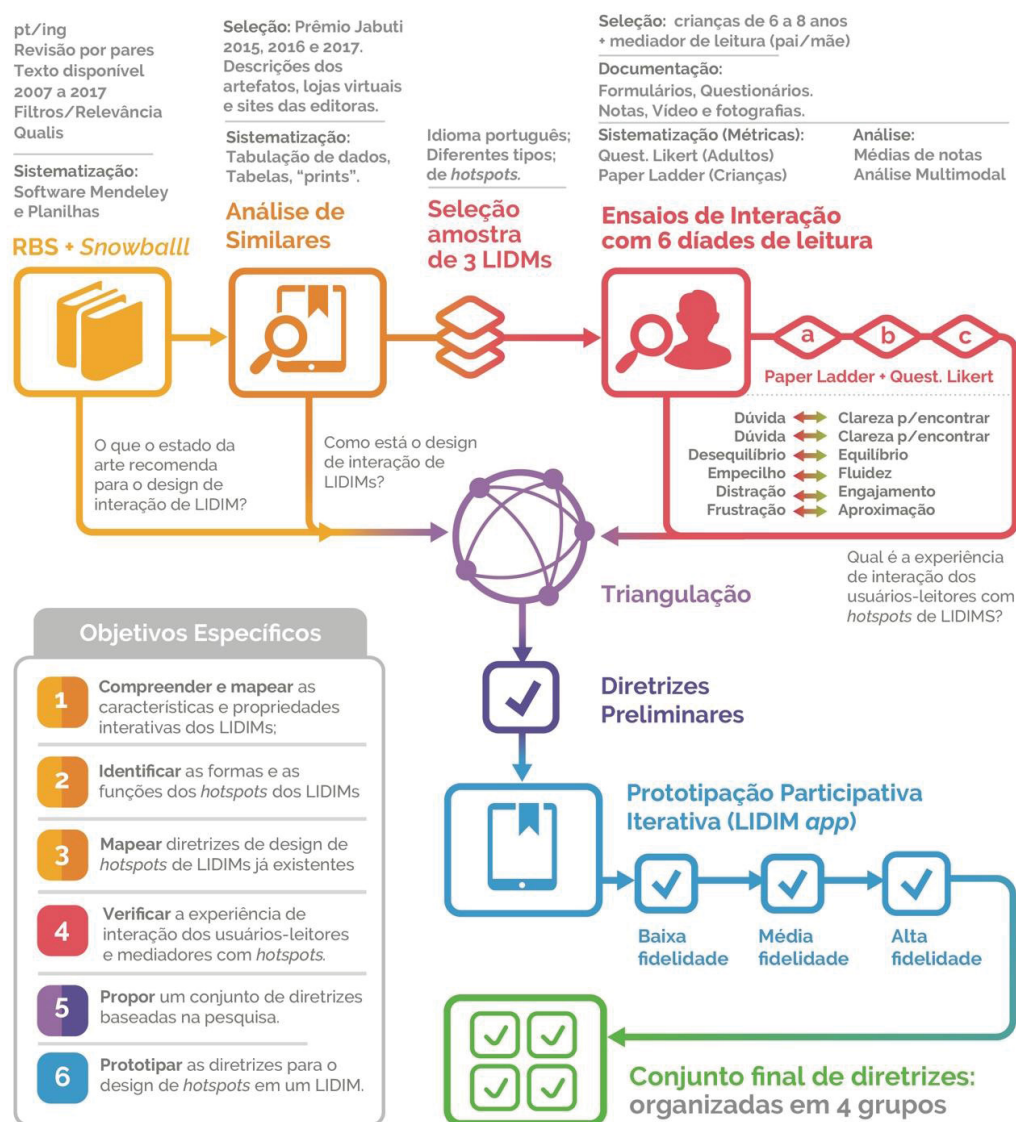 pt/ing
Revisão por pares
Texto disponível
2007 a 2017
Filtros/Relevância
Qualis
Sistematização:
Software Mendeley
e Planilhas
RBS + Snowballl
Seleção: Prêmio Jabuti
2015, 2016 e 2017.
Descrições dos
artefatos, lojas virtuais
e sites das editoras.
Sistematização:
Tabulação de dados,
Tabelas, “prints”.
Análise de
Similares
Idioma português;
Diferentes tipos;
de hotspots.
Seleção
amostra
de 3 LIDMs
Seleção: crianças de 6 a 8 anos
+ mediador de leitura (pai/mãe)
Documentação:
Formulários, Questionários.
Notas, Vídeo e fotografias.
Sistematização (Métricas):
Quest. Likert (Adultos)
Paper Ladder (Crianças)
Análise:
Médias de notas
Análise Multimodal
Ensaios de Interação
com 6 díades de leitura
a
b
c
Paper Ladder + Quest. Likert
Dúvida Clareza p/encontrar
Dúvida Clareza p/encontrar
Desequilíbrio Equilíbrio
Empecilho Fluidez
Distração Engajamento
Frustração Aproximação
O que o estado da
arte recomenda
para o design de
interação de LIDIM?
Como está o design
de interação de
LIDIMs?
Qual é a experiência
de interação dos
usuários-leitores com
hotspots de LIDIMS?
Triangulação
Diretrizes
Preliminares
Prototipação Participativa
Iterativa (LIDIM app)
Baixa
fidelidade
Média
fidelidade
Alta
fidelidade
Conjunto final de diretrizes:
organizadas em 4 grupos
Objetivos Específicos
1
Compreender e mapear as
características e propriedades
interativas dos LIDIMs;
2
Identificar as formas e as
funções dos hotspots dos LIDIMs
3
Mapear diretrizes de design de
hotspots de LIDIMs já existentes
4
Verificar a experiência de
interação dos usuários-leitores
e mediadores com hotspots.
5
Propor um conjunto de diretrizes
baseadas na pesquisa.
6
Prototipar as diretrizes para o
design de hotspots em um LIDIM.